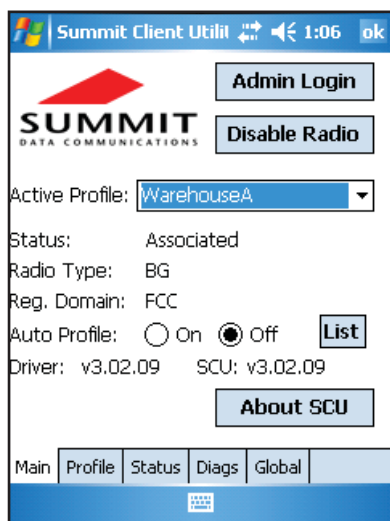 Summit Client Utilit 1:06 ok
Admin Login
SUMMIT
DATA COMMUNICATIONS
Disable Radio
Active Profile: WarehouseA
Status: Associated
Radio Type: BG
Reg. Domain: FCC
Auto Profile: On Off List
Driver: v3.02.09 SCU: v3.02.09
About SCU
Main Profile Status Diags Global